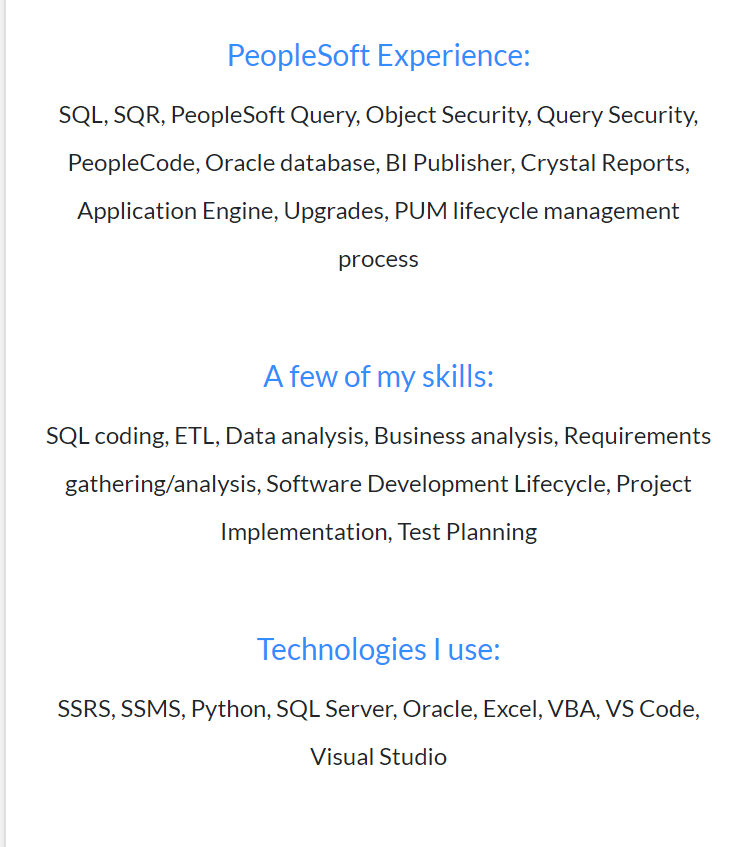 PeopleSoft Experience:
SQL, SQR, PeopleSoft Query, Object Security, Query Security,
PeopleCode, Oracle database, BI Publisher, Crystal Reports,
Application Engine, Upgrades, PUM lifecycle management
process
A few of my skills:
SQL coding, ETL, Data analysis, Business analysis, Requirements
gathering/analysis, Software Development Lifecycle, Project
Implementation, Test Planning
Technologies I use:
SSRS, SSMS, Python, SQL Server, Oracle, Excel, VBA, VS Code,
Visual Studio